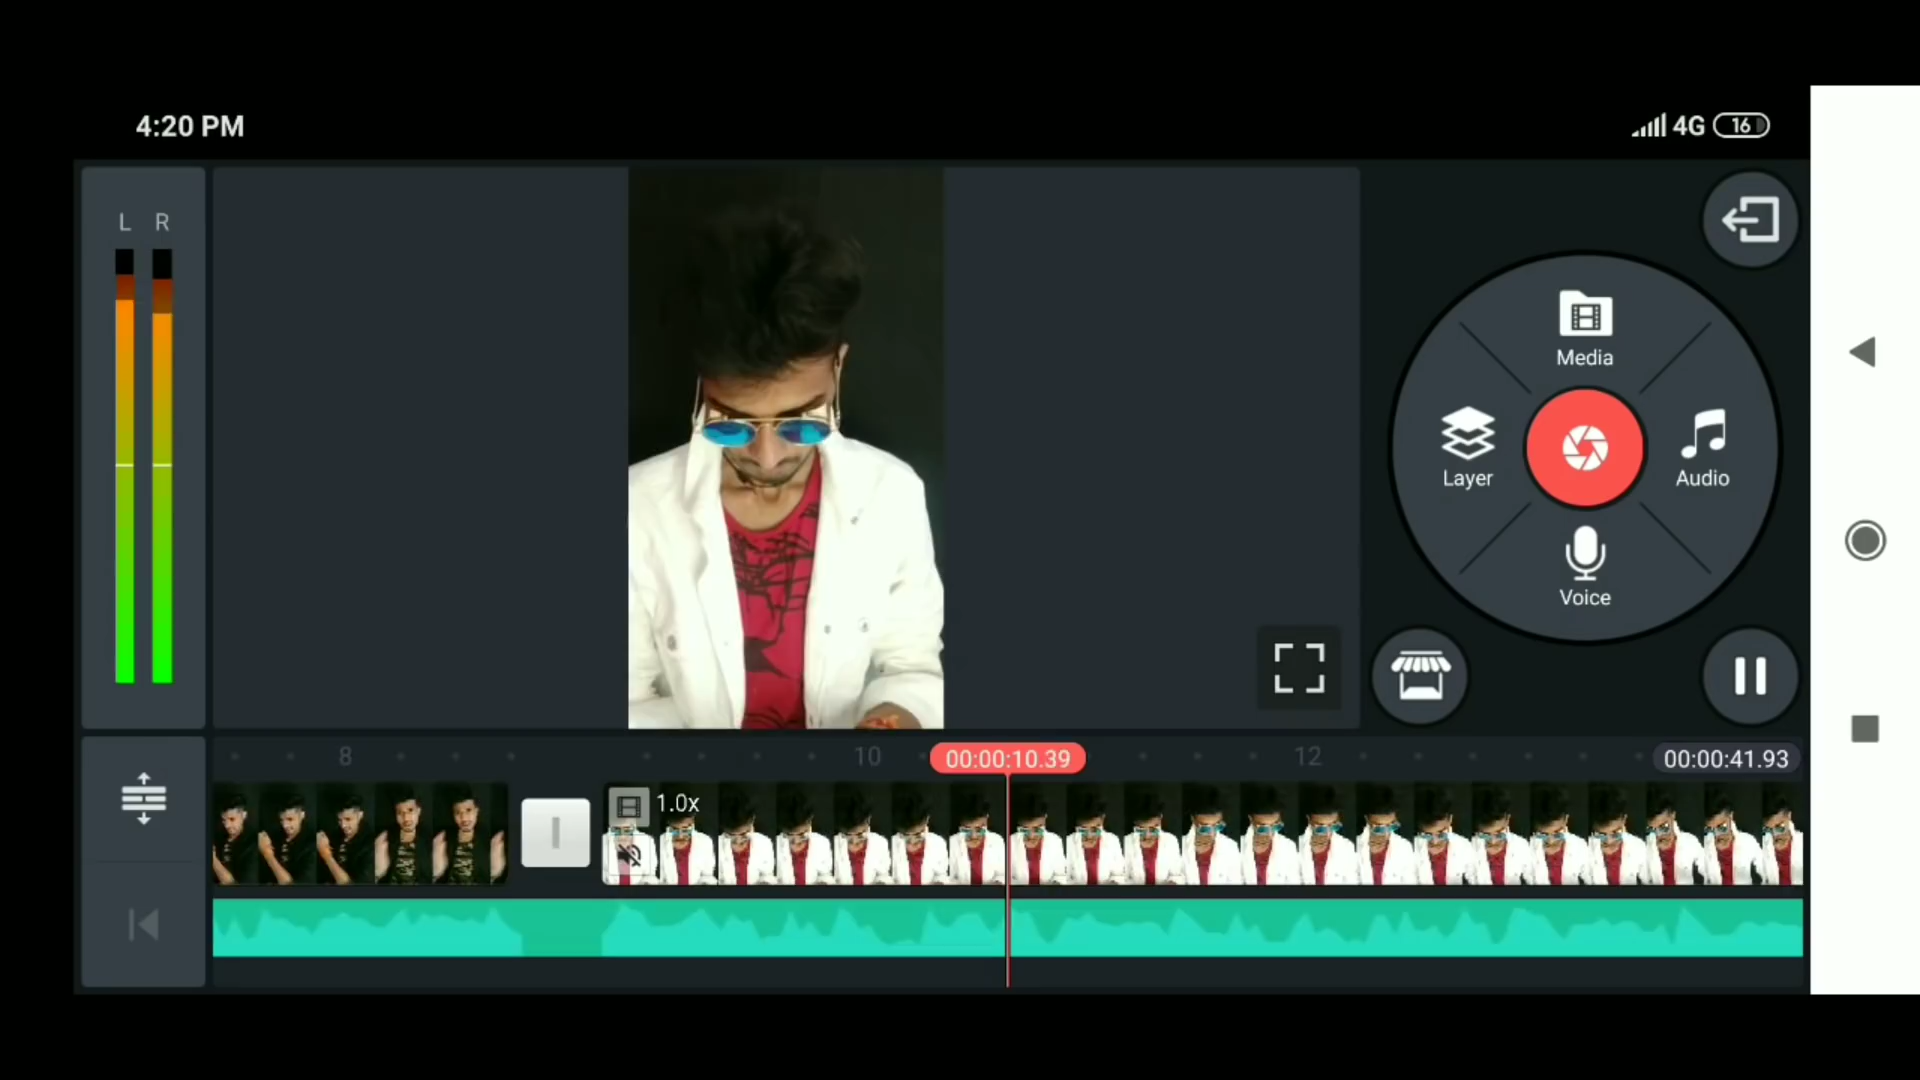 4:20 PM
4G 16
L R
Media
Layer
Audio
Voice
8
10
00:00:10.39
12
00:00:41.93
1.0x